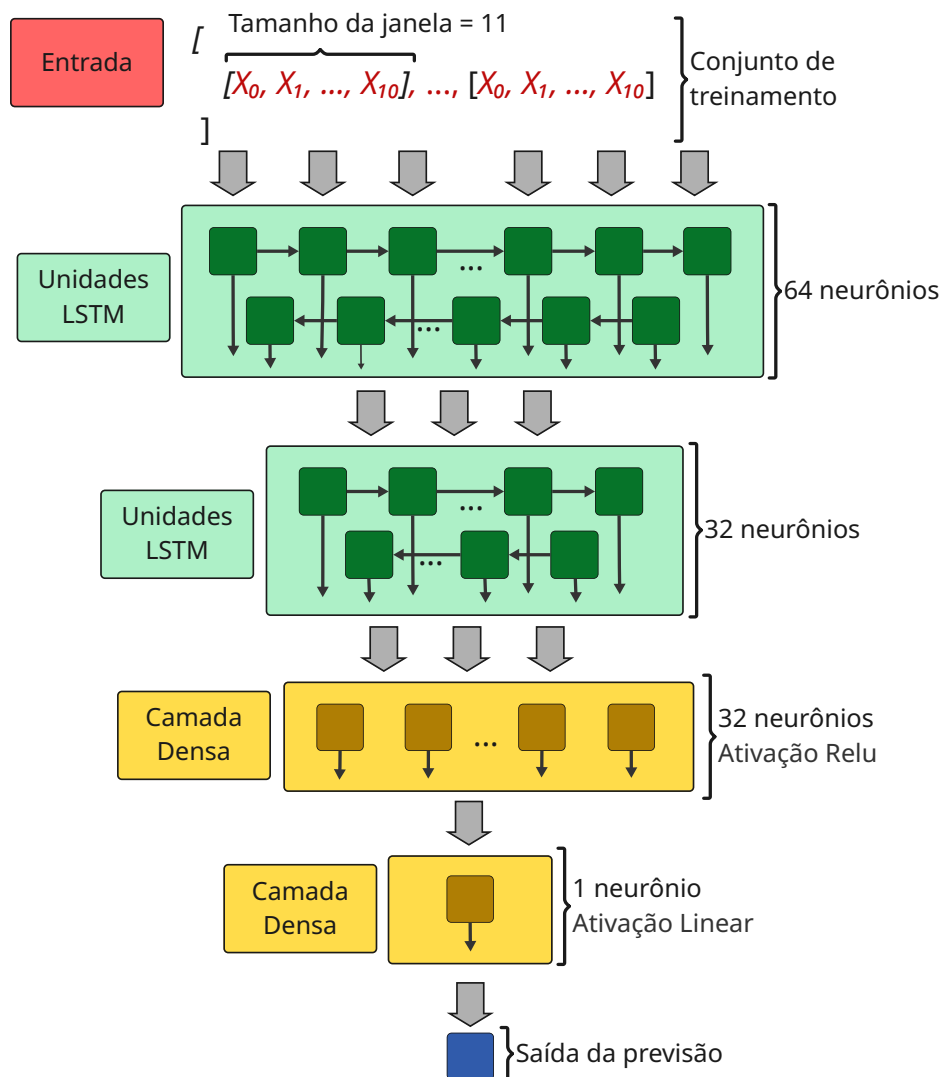 Tamanho da janela = 11
Entrada
[
[X₀, X₁, ..., X₁₀], ..., [X₀, X₁, ..., X₁₀]
]
Conjunto de
treinamento
Unidades
LSTM
...
...
64 neurônios
Unidades
LSTM
...
...
32 neurônios
Camada
Densa
...
32 neurônios
Ativação Relu
Camada
Densa
1 neurônio
Ativação Linear
Saída da previsão